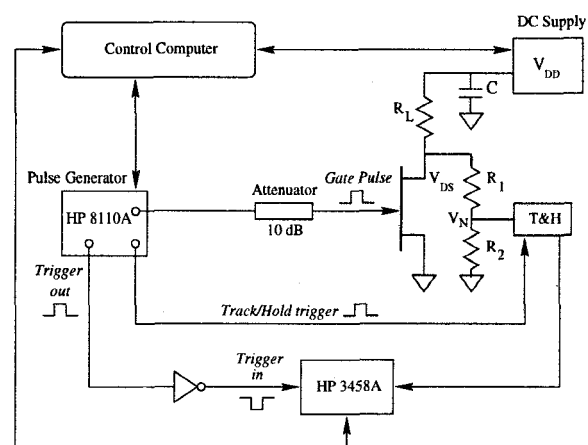 DC Supply
Control Computer
V_DD
C
R_L
Pulse Generator
Gate Pulse
Attenuator
V_DS
R_1
HP 8110A
10 dB
V_N
T&H
R_2
Trigger
out
Track/Hold trigger
Trigger
in
HP 3458A